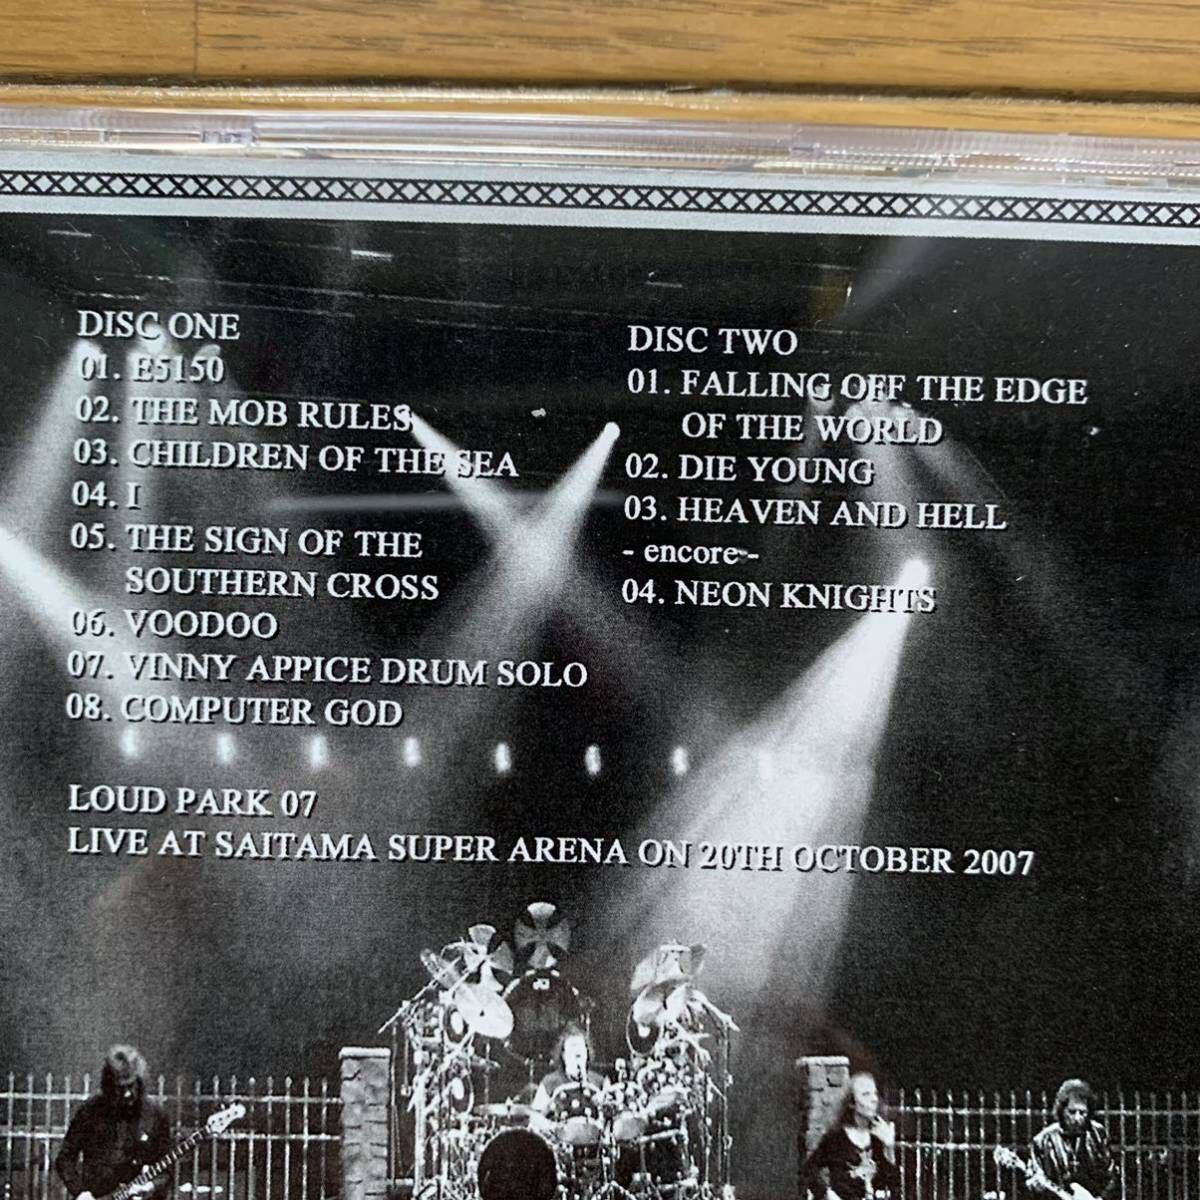 DISC ONE
01. E5150
02. THE MOB RULES
03. CHILDREN OF THE SEA
04. I
05. THE SIGN OF THE
SOUTHERN CROSS
06. VOODOO
07. VINNY APPICE DRUM SOLO
08. COMPUTER GOD
DISC TWO
01. FALLING OFF THE EDGE
OF THE WORLD
02. DIE YOUNG
03. HEAVEN AND HELL
- encore -
04. NEON KNIGHTS
LOUD PARK 07
LIVE AT SAITAMA SUPER ARENA ON 20TH OCTOBER 2007